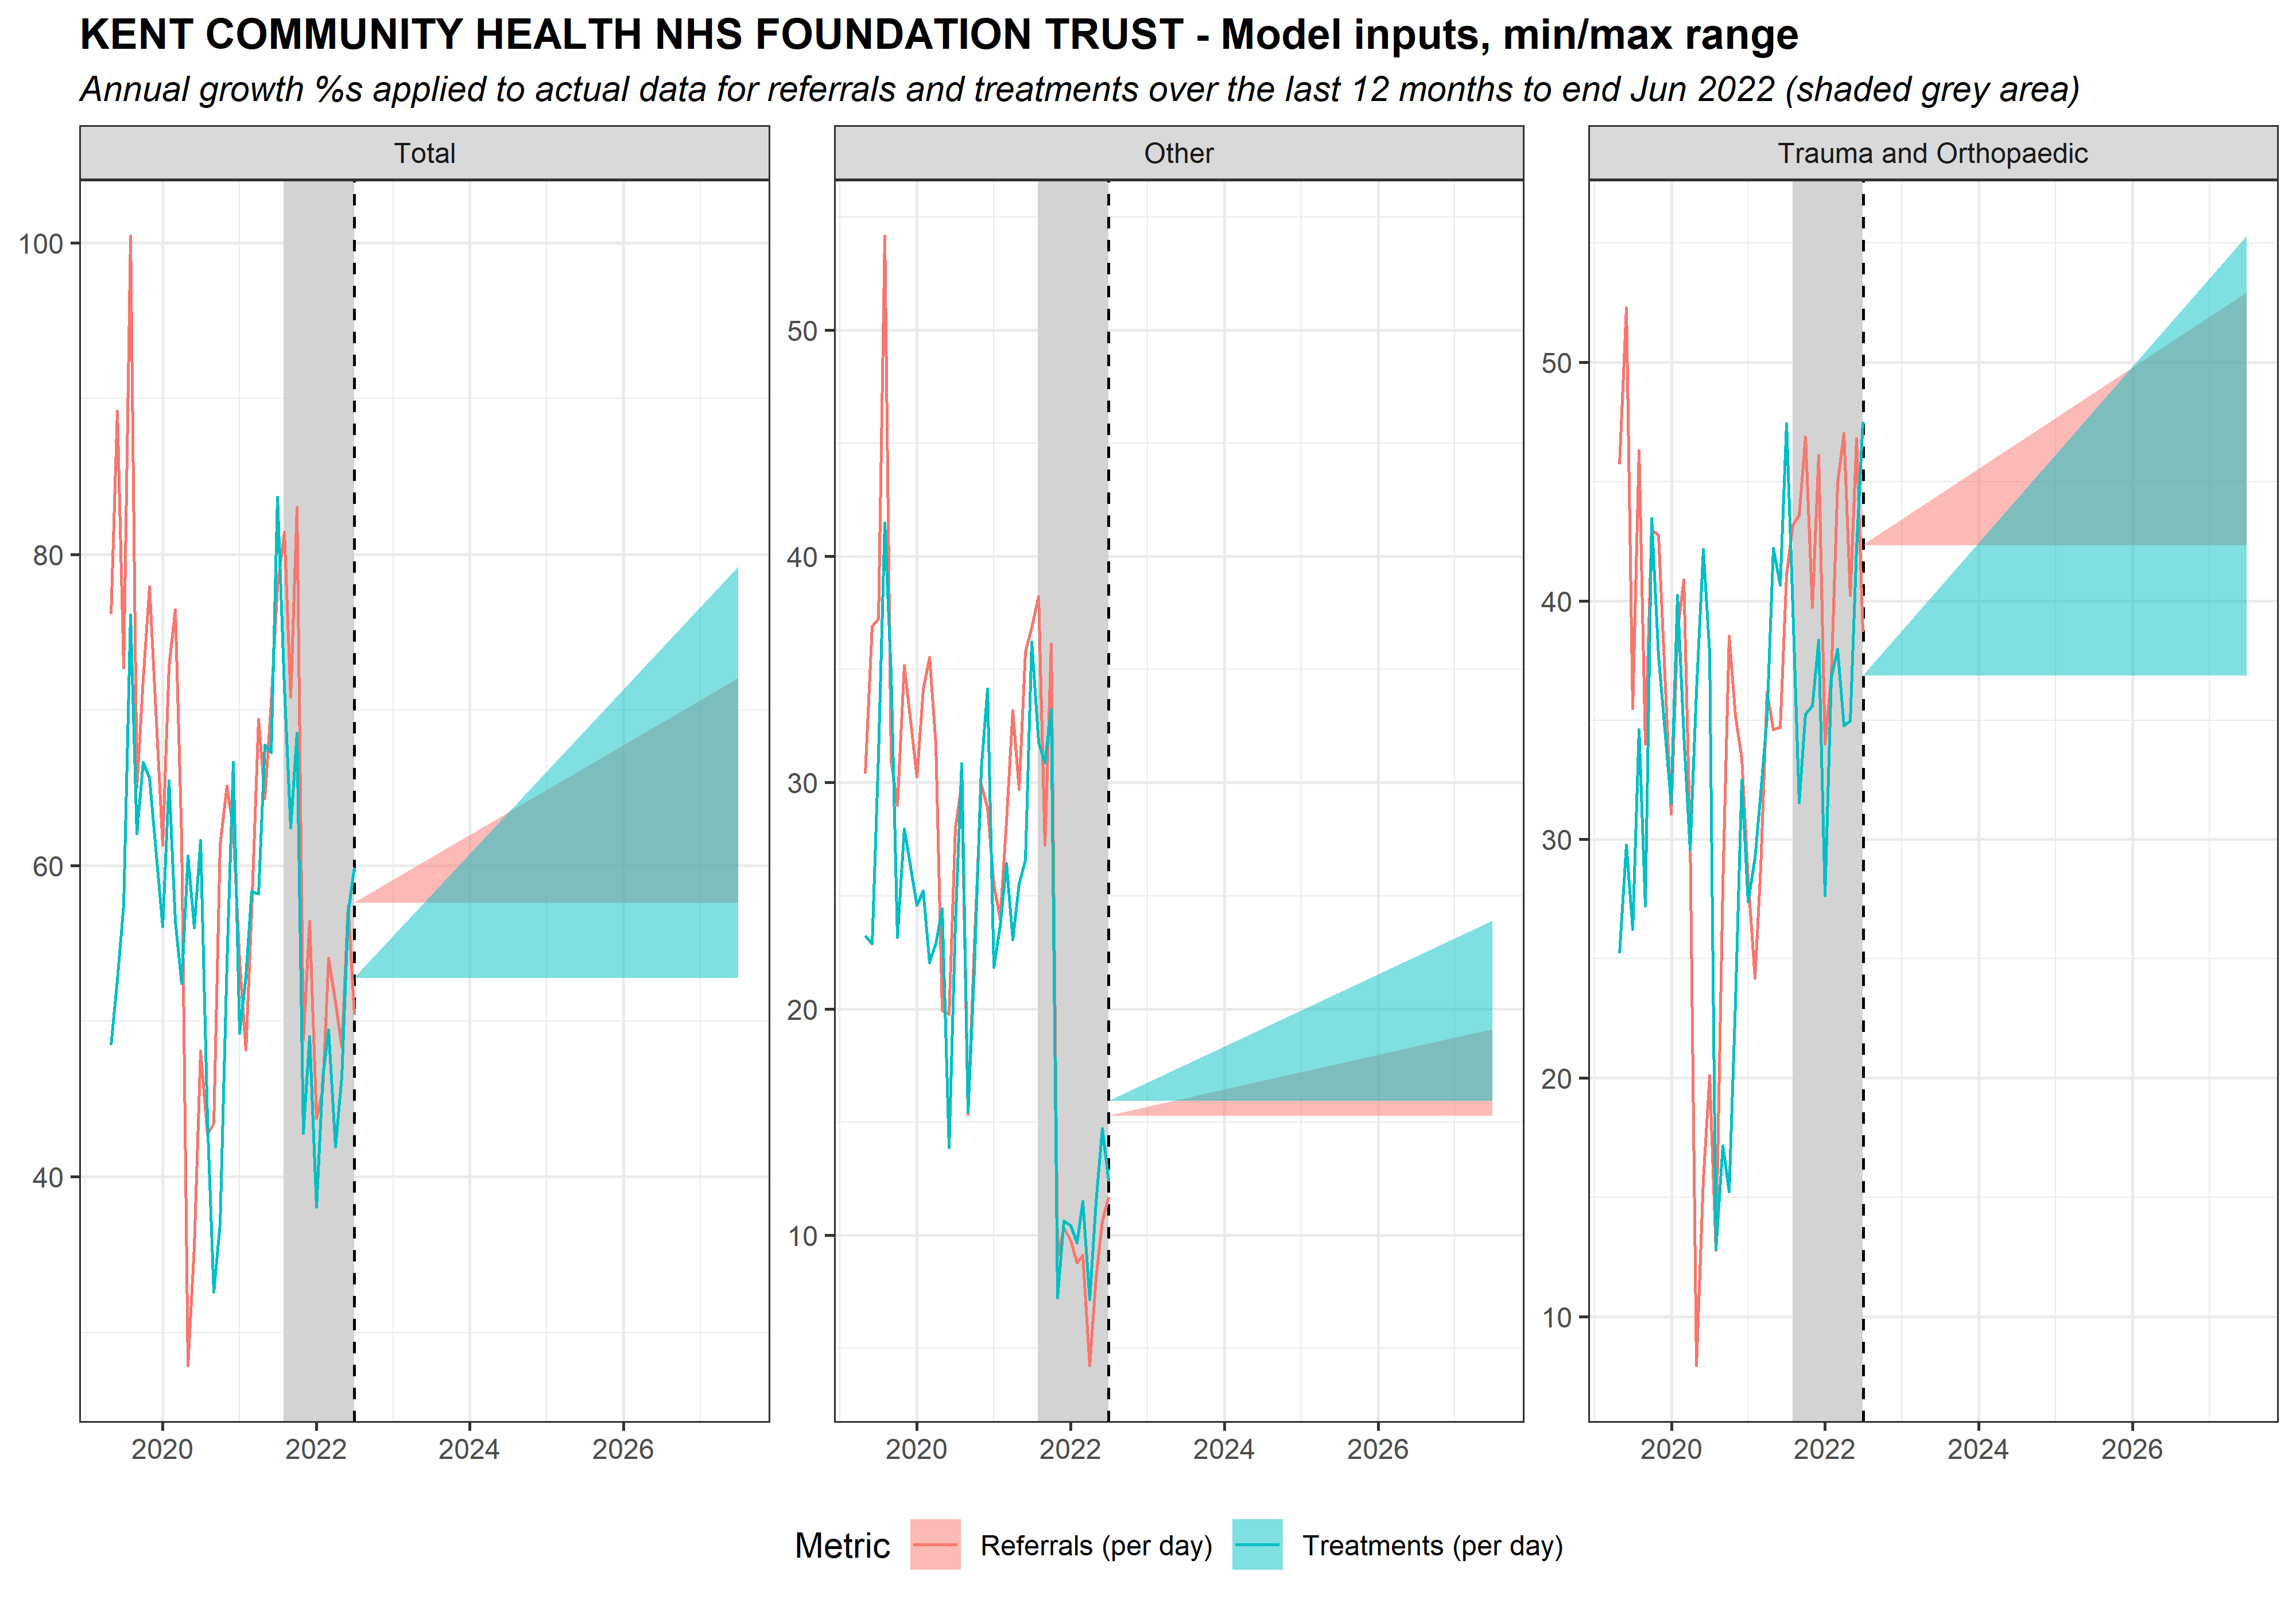 KENT COMMUNITY HEALTH NHS FOUNDATION TRUST - Model inputs, min/max range
Annual growth %s applied to actual data for referrals and treatments over the last 12 months to end Jun 2022 (shaded grey area)
Total
Other
Trauma and Orthopaedic
100
80
60
40
50
40
30
20
10
50
40
30
20
10
2020 2022 2024 2026
2020 2022 2024 2026
2020 2022 2024 2026
Metric Referrals (per day) Treatments (per day)